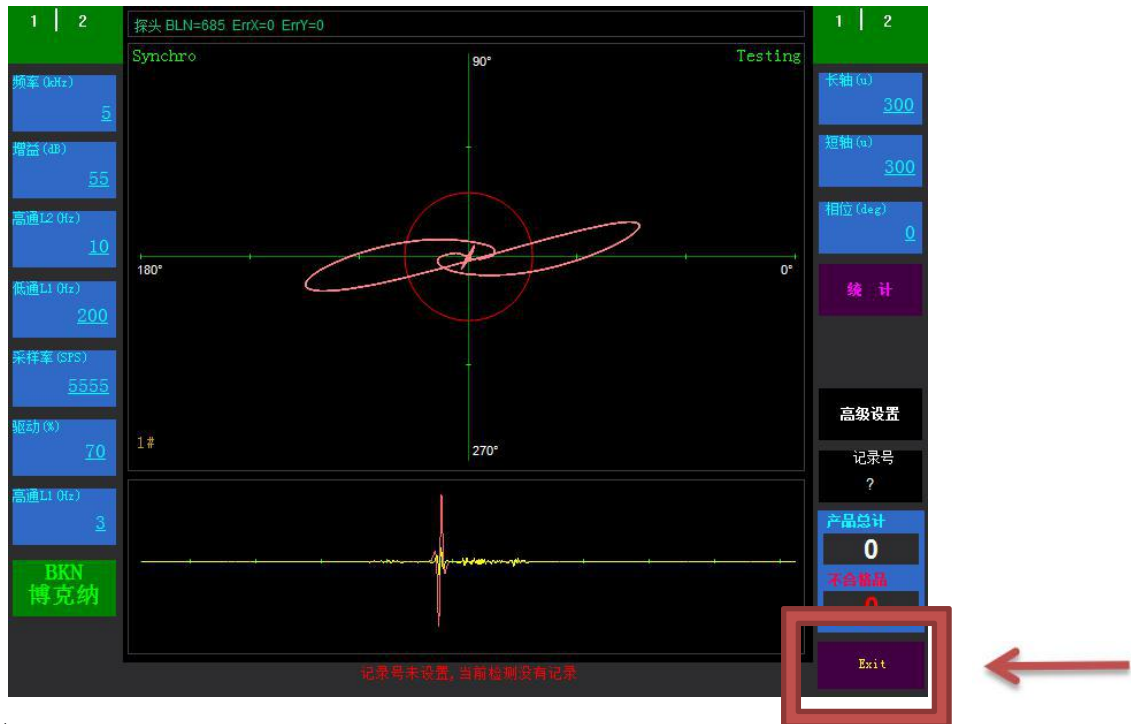 1 | 2
探头 BLN=685 ErrX=0 ErrY=0
1 | 2
Synchro
90°
Testing
频率(kHz)
5
增益(dB)
55
高通L2(Hz)
10
低通L1(Hz)
200
采样率(SPS)
5555
驱动(%)
70
高通L1(Hz)
3
BKN
博克纳
180°
0°
1#
270°
长轴(u)
300
短轴(u)
300
相位(deg)
0
统 计
高级设置
记录号
?
产品总计
0
不合格品
0
Exit
记录号未设置,当前检测没有记录